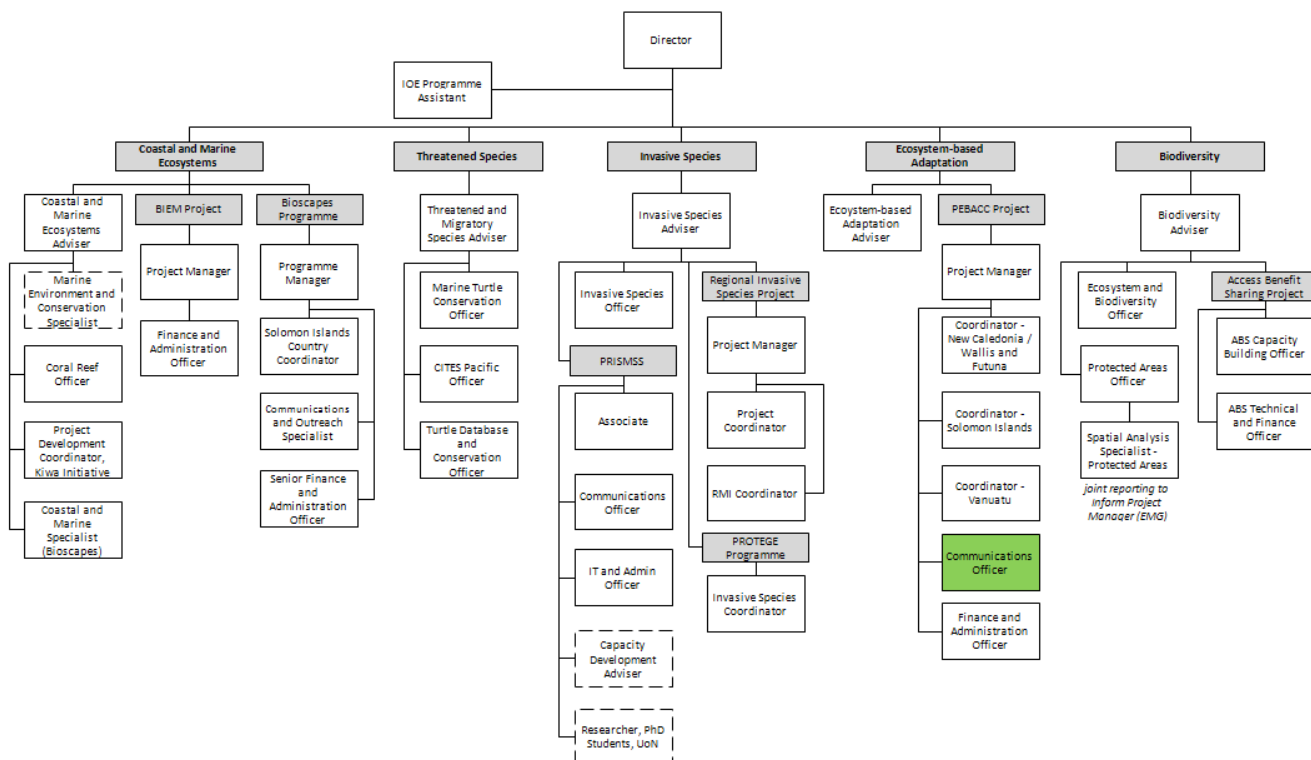 Director
IOE Programme
Assistant
Coastal and Marine
Ecosystems
Threatened Species
Invasive Species
Ecosystem-based
Adaptation
Biodiversity
Coastal and
Marine
Ecosystems
Adviser
BIEM Project
Bioscapes
Programme
Threatened and
Migratory
Species Adviser
Invasive Species
Adviser
Ecoystem-based
Adaptation
Adviser
PEBACC Project
Biodiversity
Adviser
Marine
Environment and
Conservation
Specialist
Coral Reef
Officer
Project
Development
Coordinator,
Kiwa Initiative
Coastal and
Marine
Specialist
(Bioscapes)
Project Manager
Finance and
Administration
Officer
Programme
Manager
Solomon Islands
Country
Coordinator
Communications
and Outreach
Specialist
Senior Finance
and
Administration
Officer
Marine Turtle
Conservation
Officer
CITES Pacific
Officer
Turtle Database
and
Conservation
Officer
Invasive Species
Officer
PRISMSS
Associate
Communications
Officer
IT and Admin
Officer
Capacity
Development
Adviser
Researcher, PhD
Students, UoN
Regional Invasive
Species Project
Project Manager
Project
Coordinator
RMI Coordinator
PROTEGE
Programme
Invasive Species
Coordinator
Project Manager
Coordinator -
New Caledonia /
Wallis and
Futuna
Coordinator -
Solomon Islands
Coordinator -
Vanuatu
Communications
Officer
Finance and
Administration
Officer
Ecosystem and
Biodiversity
Officer
Protected Areas
Officer
Spatial Analysis
Specialist -
Protected Areas
joint reporting to
Inform Project
Manager (EMG)
Access Benefit
Sharing Project
ABS Capacity
Building Officer
ABS Technical
and Finance
Officer